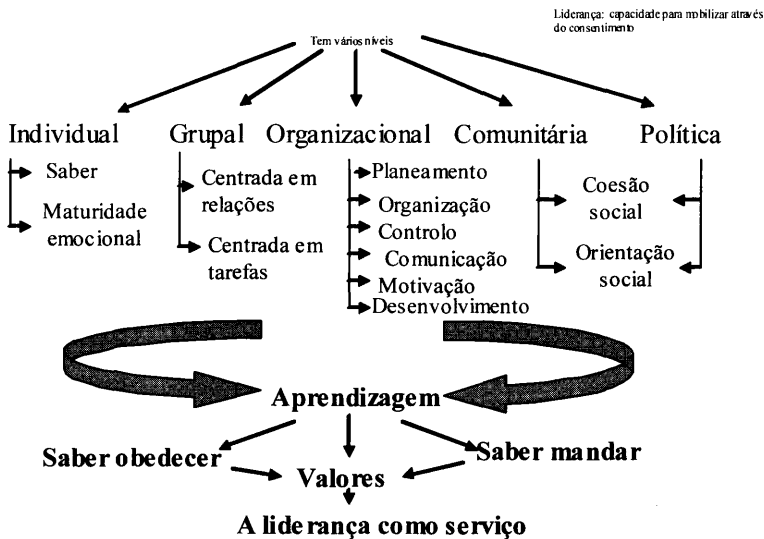 Liderança: capacidade para mobilizar através
do consentimento
Tem vários níveis
Individual
Grupal
Organizacional
Comunitária
Política
Saber
Maturidade
emocional
Centrada em
relações
Centrada em
tarefas
Planeamento
Organização
Controlo
Comunicação
Motivação
Desenvolvimento
Coesão
social
Orientação
social
Aprendizagem
Saber obedecer
Saber mandar
Valores
A liderança como serviço